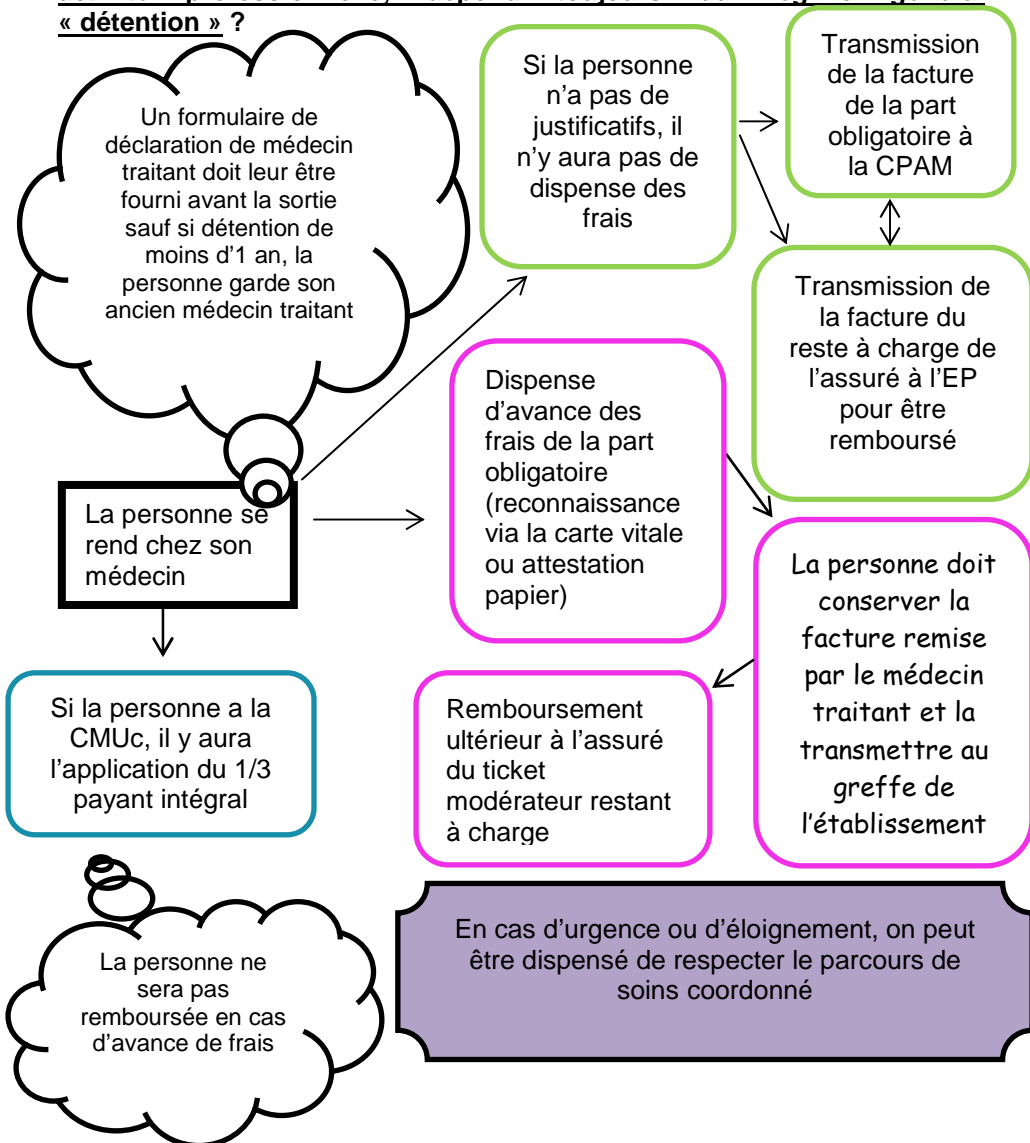 « détention » ?
Un formulaire de
déclaration de médecin
traitant doit leur être
fourni avant la sortie
sauf si détention de
moins d'1 an, la
personne garde son
ancien médecin traitant
Si la personne
n'a pas de
justificatifs, il
n'y aura pas de
dispense des
frais
Transmission
de la facture
de la part
obligatoire à
la CPAM
Transmission de
la facture du
reste à charge de
l'assuré à l'EP
pour être
remboursé
La personne se
rend chez son
médecin
Dispense
d'avance des
frais de la part
obligatoire
(reconnaissance
via la carte vitale
ou attestation
papier)
La personne doit
conserver la
facture remise
par le médecin
traitant et la
transmettre au
greffe de
l'établissement
Remboursement
ultérieur à l'assuré
du ticket
modérateur restant
à charge
Si la personne a la
CMUc, il y aura
l'application du 1/3
payant intégral
La personne ne
sera pas
remboursée en cas
d'avance de frais
En cas d'urgence ou d'éloignement, on peut
être dispensé de respecter le parcours de
soins coordonné